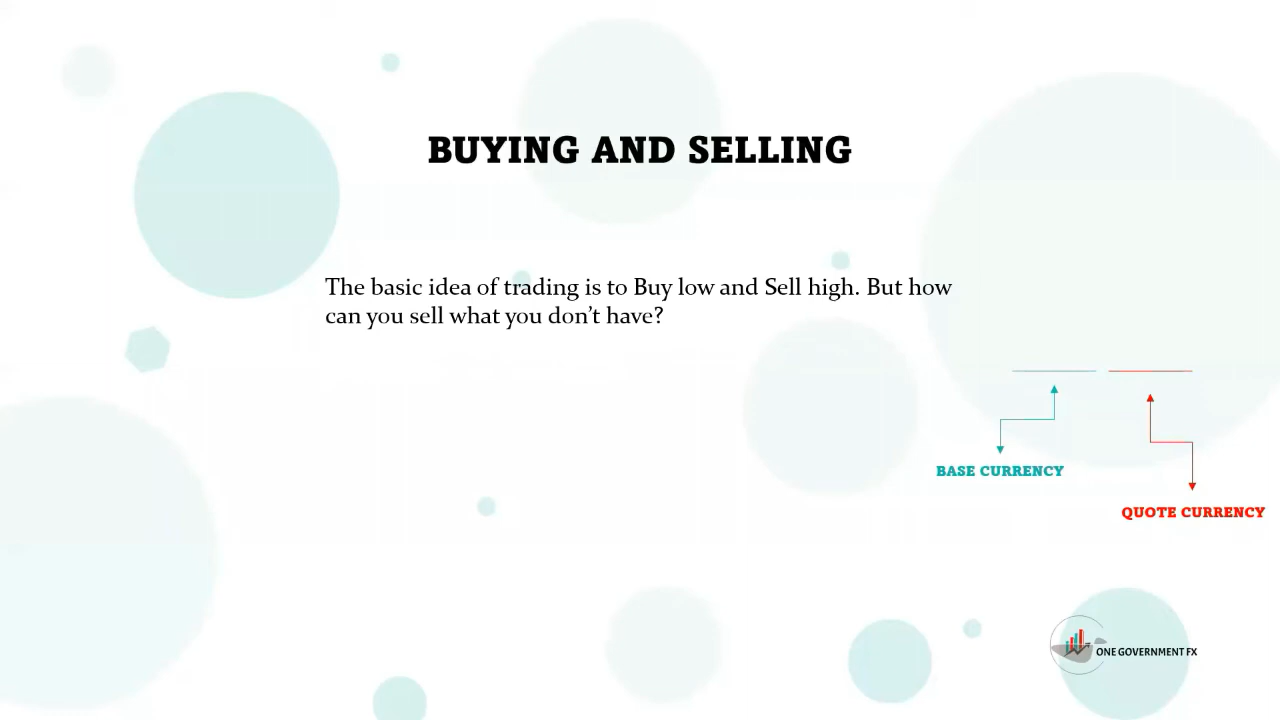 BUYING AND SELLING
The basic idea of trading is to Buy low and Sell high. But how
can you sell what you don't have?
BASE CURRENCY
QUOTE CURRENCY
ONE GOVERNMENT FX